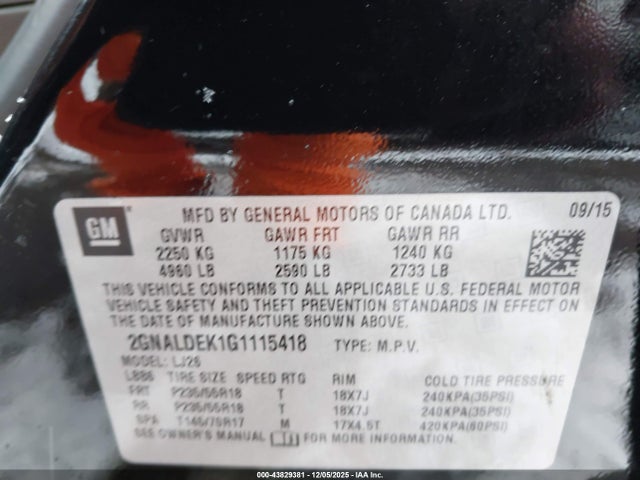 GM
MFD BY GENERAL MOTORS OF CANADA LTD. 09/15
GVWR GAWR FRT GAWR RR
2250 KG 1175 KG 1240 KG
4960 LB 2590 LB 2733 LB
THIS VEHICLE CONFORMS TO ALL APPLICABLE U.S. FEDERAL MOTOR
VEHICLE SAFETY AND THEFT PREVENTION STANDARDS IN EFFECT ON
THE DATE OF MANUFACTURE SHOWN ABOVE.
2GNALDEK1G1115418 TYPE: M.P.V.
MODEL: LJ26
TIRE SIZE SPEED RTG RIM COLD TIRE PRESSURE
FRT P235/55R18 T 18X7J 240KPA(35PSI)
RR P235/55R18 T 18X7J 240KPA(35PSI)
SPA T145/70R17 M 17X4.5T 420KPA(60PSI)
SEE OWNER'S MANUAL FOR MORE INFORMATION
000-43829381 - 12/05/2025 - IAA Inc.